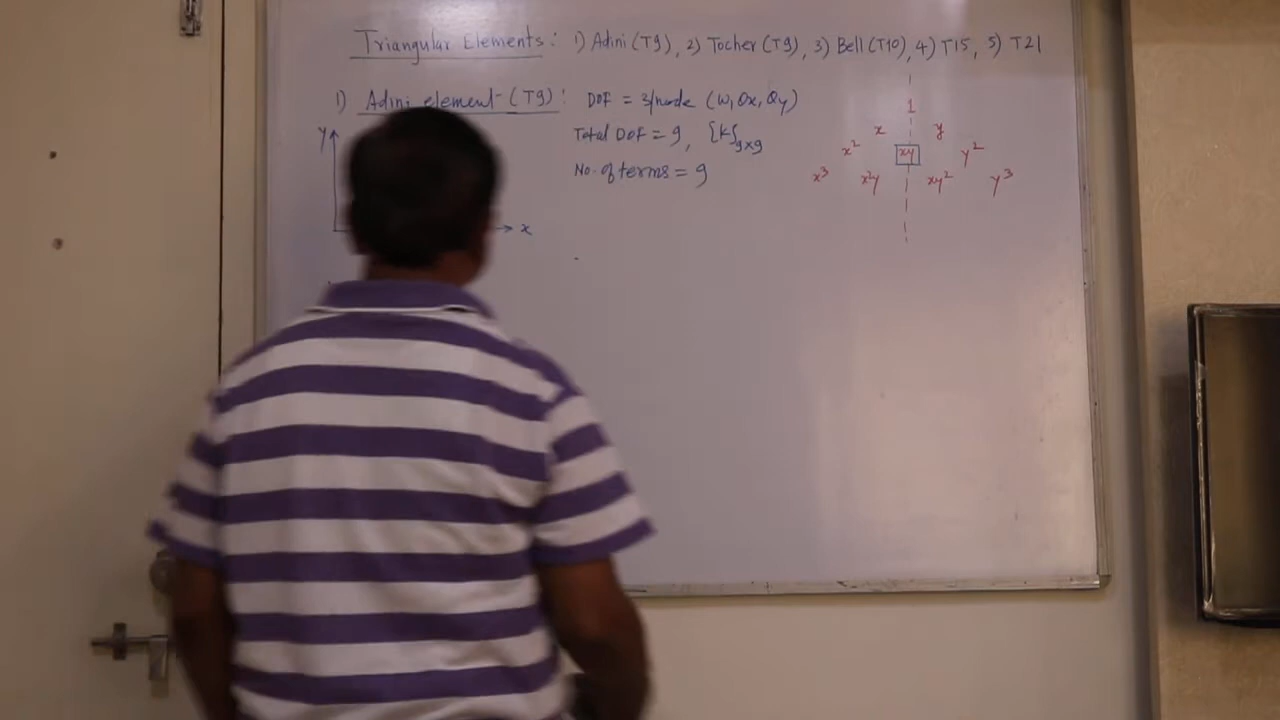 Triangular Elements: 1) Adini (T9), 2) Tocher (T9), 3) Bell (T10), 4) T15, 5) T21
1) Adini element (T9): DOF = 3/node (w, θx, θy)
Total DOF = 9, [k]9x9
No. of terms = 9
y
x
1
x y
x² xy y²
x³ x²y xy² y³